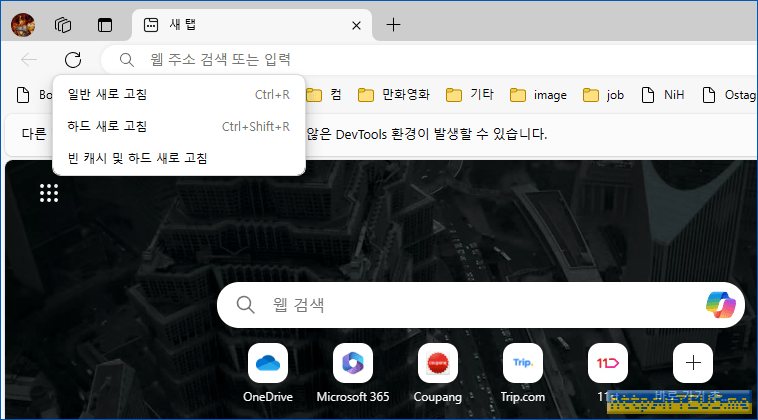 새 탭
웹 주소 검색 또는 입력
일반 새로 고침 Ctrl+R
하드 새로 고침 Ctrl+Shift+R
빈 캐시 및 하드 새로 고침
컴 만화영화 기타 image job NiH Ostag
다른 않은 DevTools 환경이 발생할 수 있습니다.
웹 검색
OneDrive Microsoft 365 Coupang Trip.com
Trip.
coupang